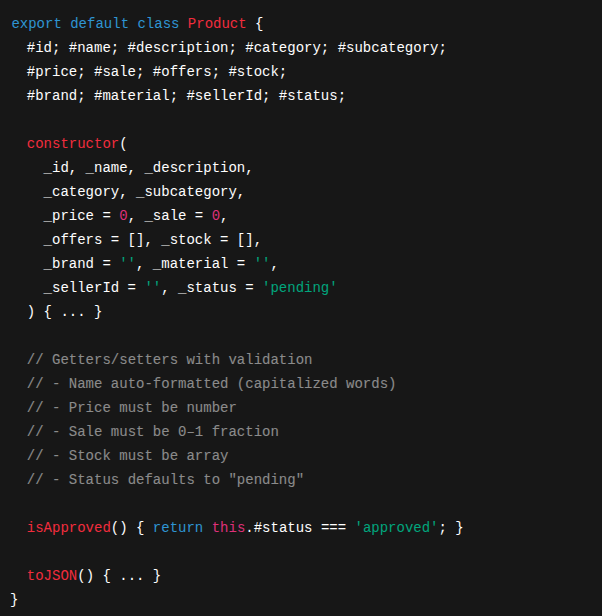 export default class Product {
  #id; #name; #description; #category; #subcategory;
  #price; #sale; #offers; #stock;
  #brand; #material; #sellerId; #status;

  constructor(
    _id, _name, _description,
    _category, _subcategory,
    _price = 0, _sale = 0,
    _offers = [], _stock = [],
    _brand = '', _material = '',
    _sellerId = '', _status = 'pending'
  ) { ... }

  // Getters/setters with validation
  // - Name auto-formatted (capitalized words)
  // - Price must be number
  // - Sale must be 0–1 fraction
  // - Stock must be array
  // - Status defaults to "pending"

  isApproved() { return this.#status === 'approved'; }

  toJSON() { ... }
}